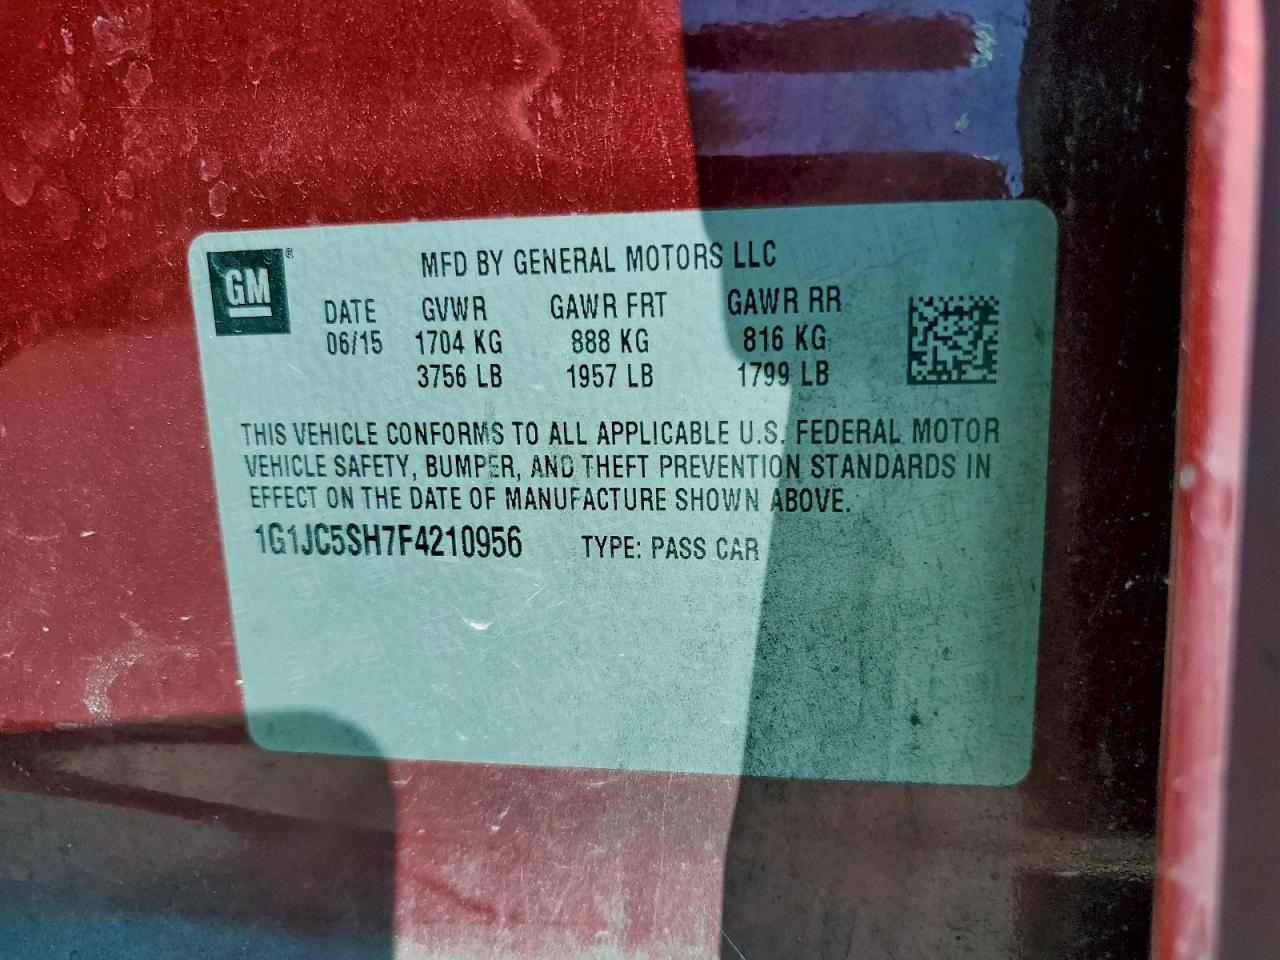 GM®
MFD BY GENERAL MOTORS LLC
DATE GVWR GAWR FRT GAWR RR
06/15 1704 KG 888 KG 816 KG
3756 LB 1957 LB 1799 LB
THIS VEHICLE CONFORMS TO ALL APPLICABLE U.S. FEDERAL MOTOR
VEHICLE SAFETY, BUMPER, AND THEFT PREVENTION STANDARDS IN
EFFECT ON THE DATE OF MANUFACTURE SHOWN ABOVE.
1G1JC5SH7F4210956 TYPE: PASS CAR